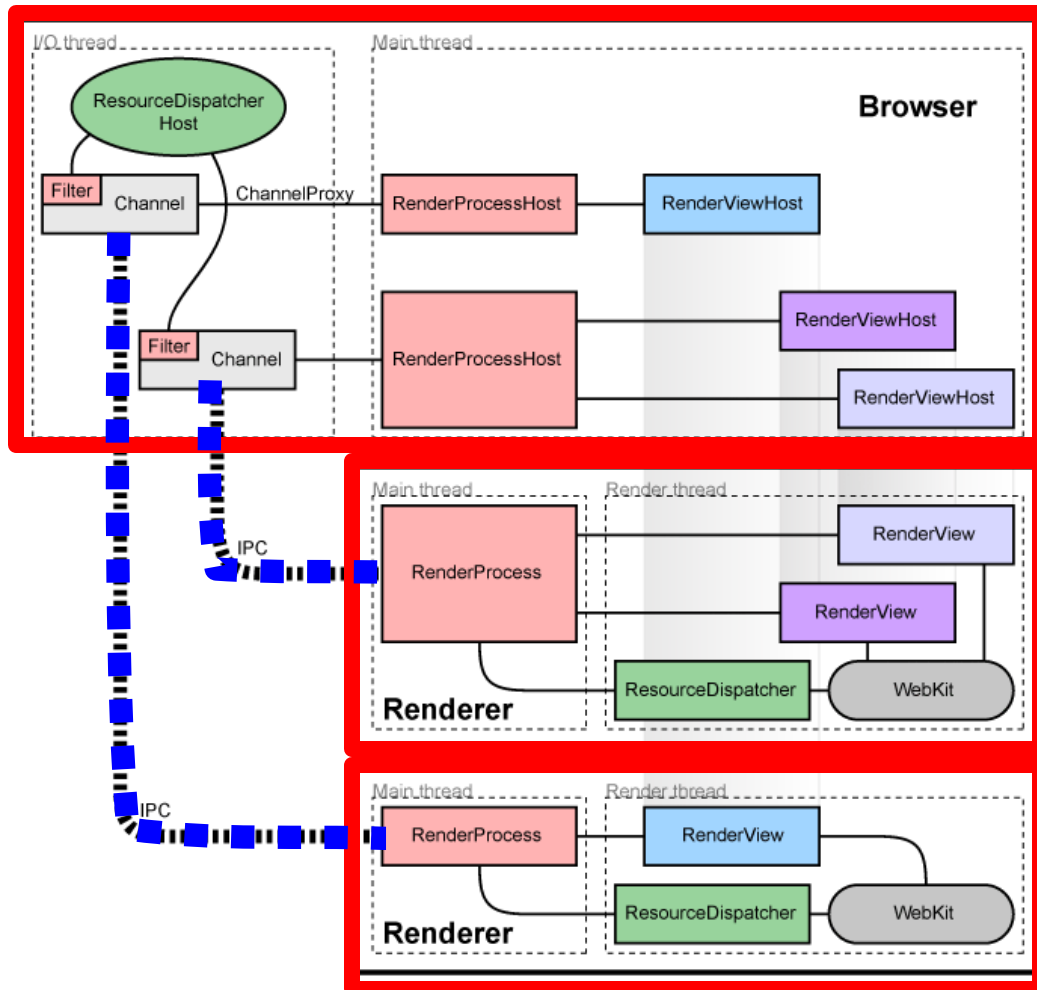 I/O thread
Main thread
ResourceDispatcher
Host
Browser
Filter
Channel
ChannelProxy
RenderProcessHost
RenderViewHost
Filter
Channel
RenderProcessHost
RenderViewHost
RenderViewHost
Main thread
Render thread
IPC
RenderProcess
RenderView
RenderView
ResourceDispatcher
WebKit
Renderer
Main thread
Render thread
IPC
RenderProcess
RenderView
ResourceDispatcher
WebKit
Renderer